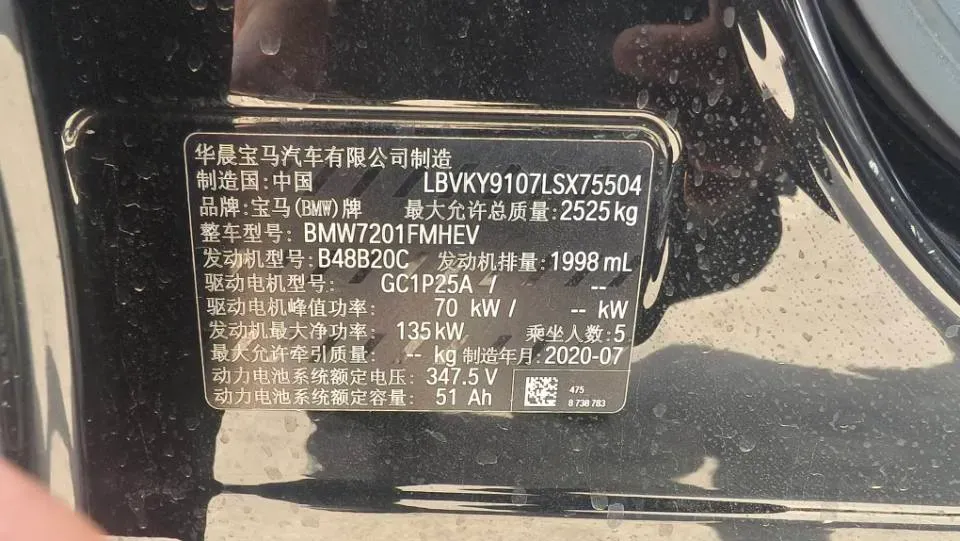 华晨宝马汽车有限公司制造
制造国:中国 LBVKY9107LSX75504
品牌:宝马(BMW)牌 最大允许总质量:2525kg
整车型号: BMW7201FMHEV
发动机型号: B48B20C 发动机排量: 1998 mL
驱动电机型号: GC1P25A / --
驱动电机峰值功率: 70 kW / -- kW
发动机最大净功率: 135kW 乘坐人数: 5
最大允许牵引质量: -- kg 制造年月: 2020-07
动力电池系统额定电压: 347.5 V
动力电池系统额定容量: 51 Ah
475
8 738 783